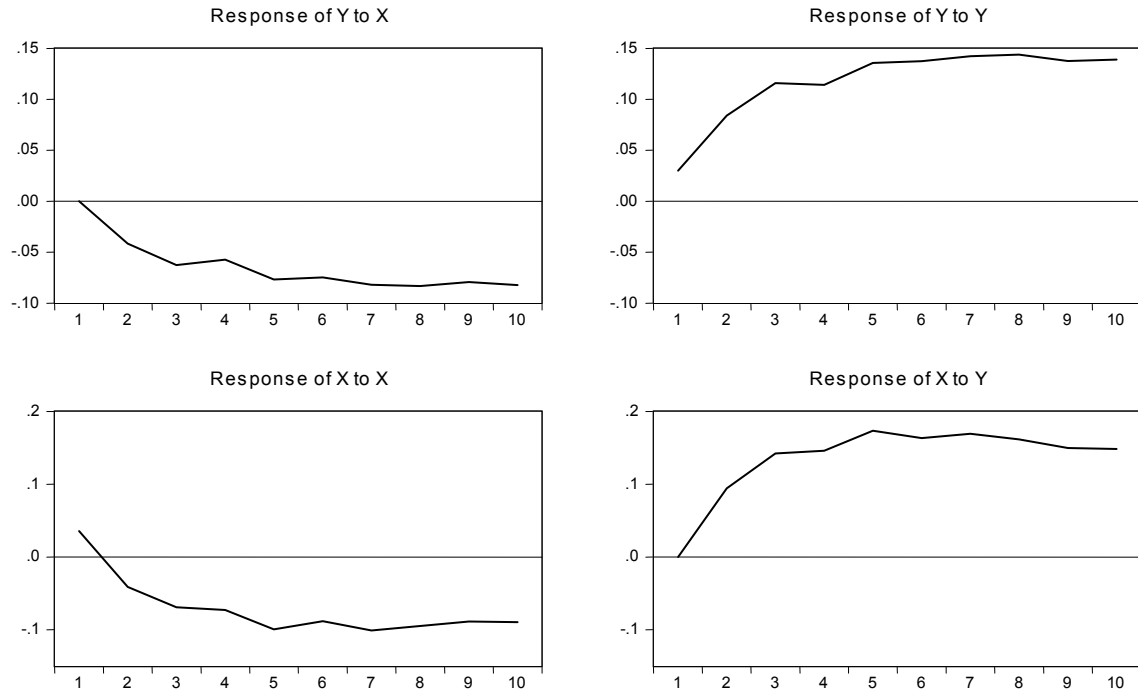 Response of Y to X
.15
.10
.05
.00
-.05
-.10
1 2 3 4 5 6 7 8 9 10
Response of Y to Y
.15
.10
.05
.00
-.05
-.10
1 2 3 4 5 6 7 8 9 10
Response of X to X
.2
.1
.0
-.1
1 2 3 4 5 6 7 8 9 10
Response of X to Y
.2
.1
.0
-.1
1 2 3 4 5 6 7 8 9 10